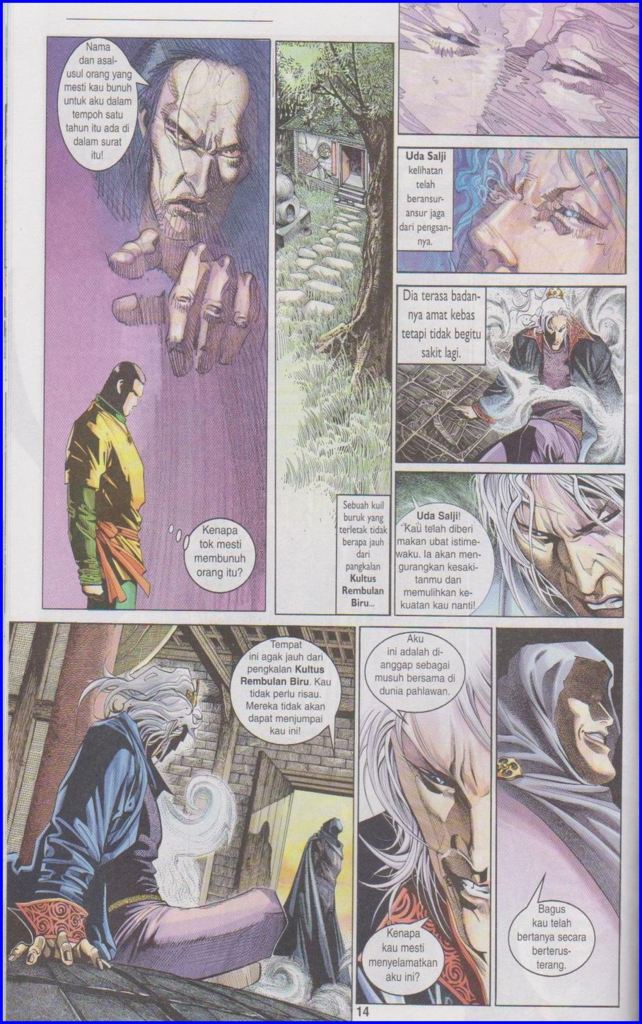 Nama
dan asal-
usul orang yang
mesti kau bunuh
untuk aku dalam
tempoh satu
tahun itu ada di
dalam surat
itu!
Kenapa
tok mesti
membunuh
orang itu?
Sebuah kuil
buruk yang
terletak tidak
berapa jauh
dari
pangkalan
Kultus
Rembulan
Biru...
Uda Salji
kelihatan
telah
beransur-
ansur jaga
dari pengsan-
nya.
Dia terasa badan-
nya amat kebas
tetapi tidak begitu
sakit lagi.
Uda Salji!
Kau telah diberi
makan ubat istime-
waku. Ia akan men-
gurangkan kesaki-
tanmu dan
memulihkan ke-
kuatan kau nanti!
Tempat
ini agak jauh dari
pengkalan Kultus
Rembulan Biru. Kau
tidak perlu risau.
Mereka tidak akan
dapat menjumpai
kau ini!
Aku
ini adalah di-
anggap sebagai
musuh bersama di
dunia pahlawan.
Kenapa
kau mesti
menyelamatkan
aku ini?
Bagus
kau telah
bertanya secara
berterus-
terang.
14